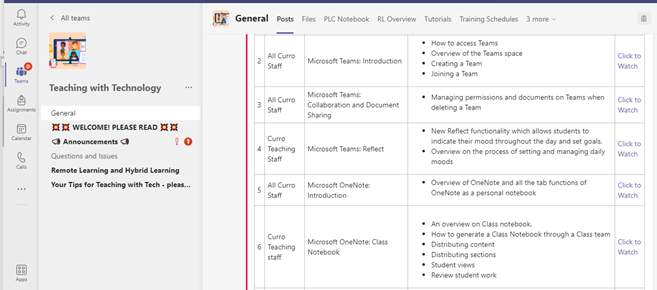 Activity
Chat
Teams
Assignments
Calendar
Calls
Apps
All teams
Teaching with Technology
General
WELCOME! PLEASE READ
Announcements
1
Questions and Issues
Remote Learning and Hybrid Learning
Your Tips for Teaching with Tech - pleas...
General Posts Files PLC Notebook RL Overview Tutorials Training Schedules 3 more
2
All Curro
Staff
Microsoft Teams: Introduction
• How to access Teams
• Overview of the Teams space
• Creating a Team
• Joining a Team
Click to
Watch
3
All Curro
Staff
Microsoft Teams:
Collaboration and Document
Sharing
• Managing permissions and documents on Teams when
deleting a Team
Click to
Watch
4
Curro
Teaching
Staff
Microsoft Teams: Reflect
• New Reflect functionality which allows students to
indicate their mood throughout the day and set goals.
• Overview on the process of setting and managing daily
moods
Click to
Watch
5
All Curro
Staff
Microsoft OneNote:
Introduction
• Overview of OneNote and all the tab functions of
OneNote as a personal notebook
Click to
Watch
6
Curro
Teaching
staff
Microsoft OneNote: Class
Notebook
• An overview on Class notebook.
• How to generate a Class Notebook through a Class team
• Distributing content
• Distributing sections
• Student views
• Review student work
Click to
Watch